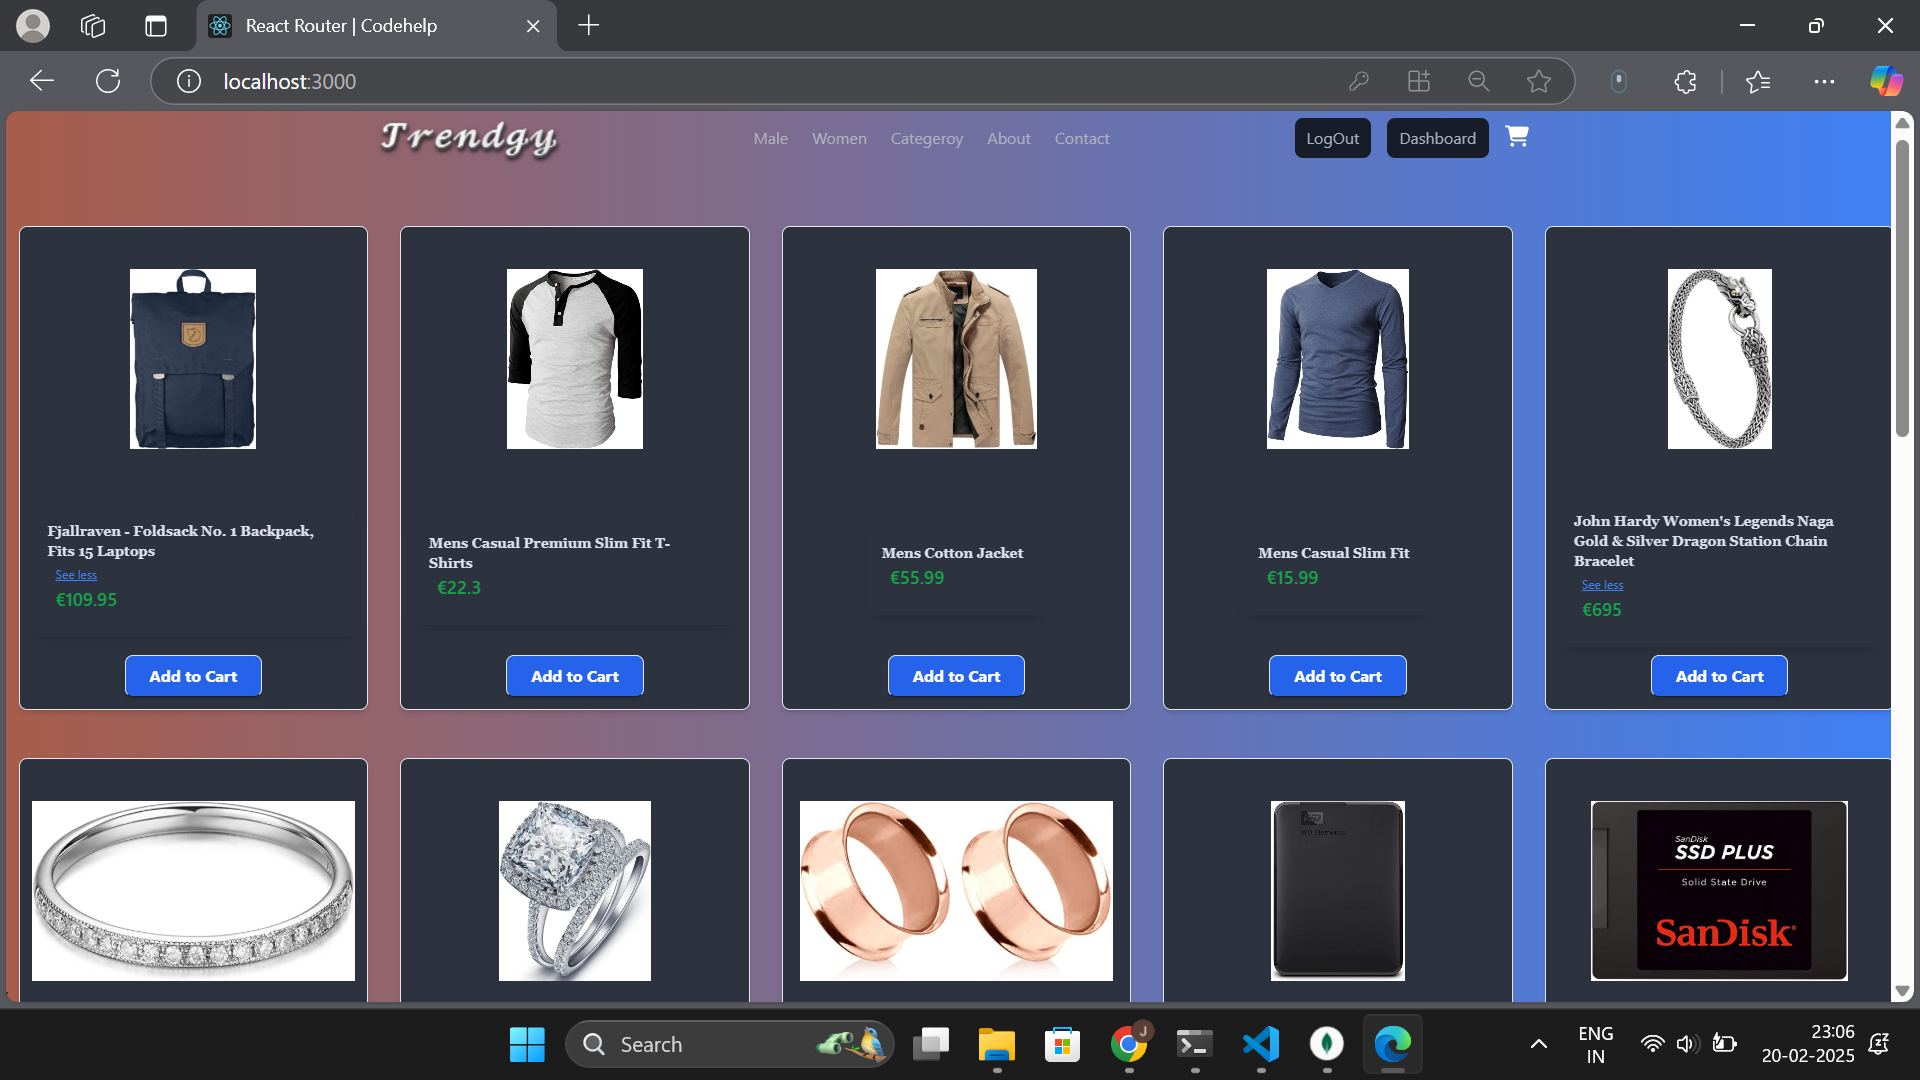 React Router | Codehelp
localhost:3000
Trendgy
Male Women Categeroy About Contact
LogOut Dashboard
Fjallraven - Foldsack No. 1 Backpack,
Fits 15 Laptops
See less
€109.95
Add to Cart
Mens Casual Premium Slim Fit T-
Shirts
€22.3
Add to Cart
Mens Cotton Jacket
€55.99
Add to Cart
Mens Casual Slim Fit
€15.99
Add to Cart
John Hardy Women's Legends Naga
Gold & Silver Dragon Station Chain
Bracelet
See less
€695
Add to Cart
WD
WD Elements
SanDisk
SSD PLUS
Solid State Drive
SanDisk
Search
J
ENG
IN
23:06
20-02-2025